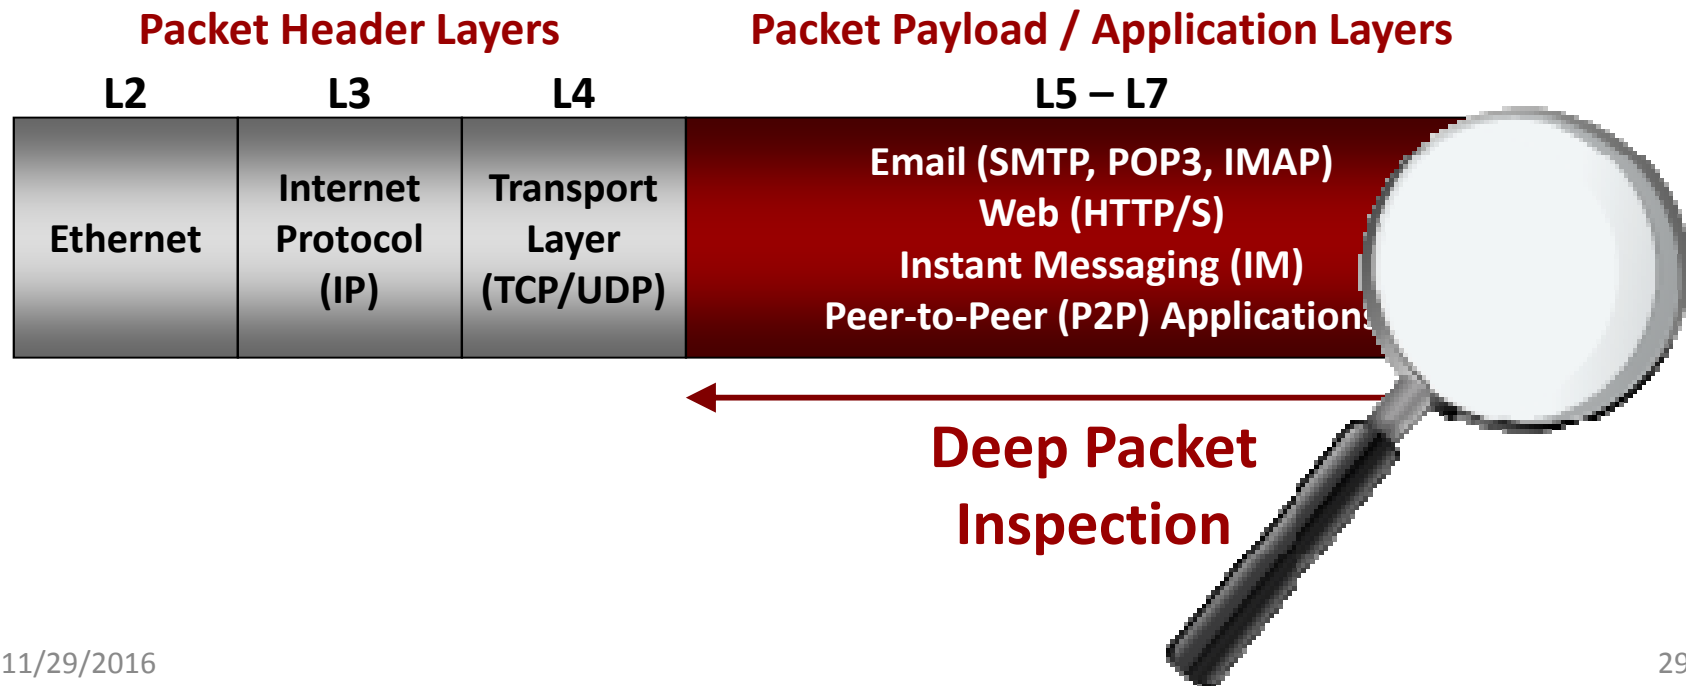 Packet Header Layers
Packet Payload / Application Layers
L2
L3
L4
L5 – L7
Ethernet
Internet
Protocol
(IP)
Transport
Layer
(TCP/UDP)
Email (SMTP, POP3, IMAP)
Web (HTTP/S)
Instant Messaging (IM)
Peer-to-Peer (P2P) Applications
Deep Packet
Inspection
11/29/2016
29